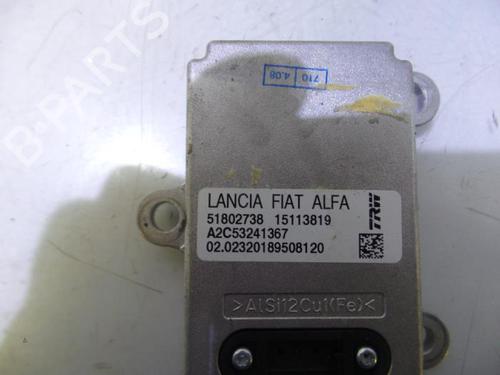 710 4.08
LANCIA FIAT ALFA
51802738 15113819
A2C53241367
02.02320189508120
TRW
>AlSi12Cu1(Fe)<
B-PARTS